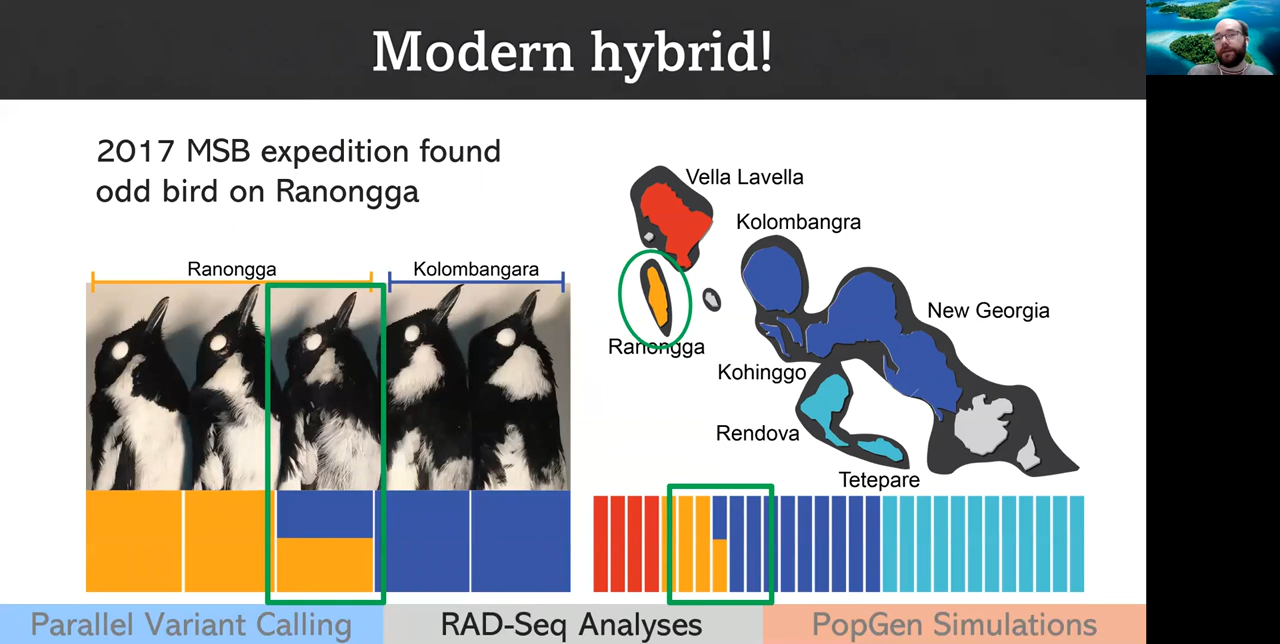 Modern hybrid!
2017 MSB expedition found
odd bird on Ranongga
Ranongga
Kolombangara
Vella Lavella
Kolombangra
New Georgia
Ranongga
Kohinggo
Rendova
Tetepare
Parallel Variant Calling
RAD-Seq Analyses
PopGen Simulations